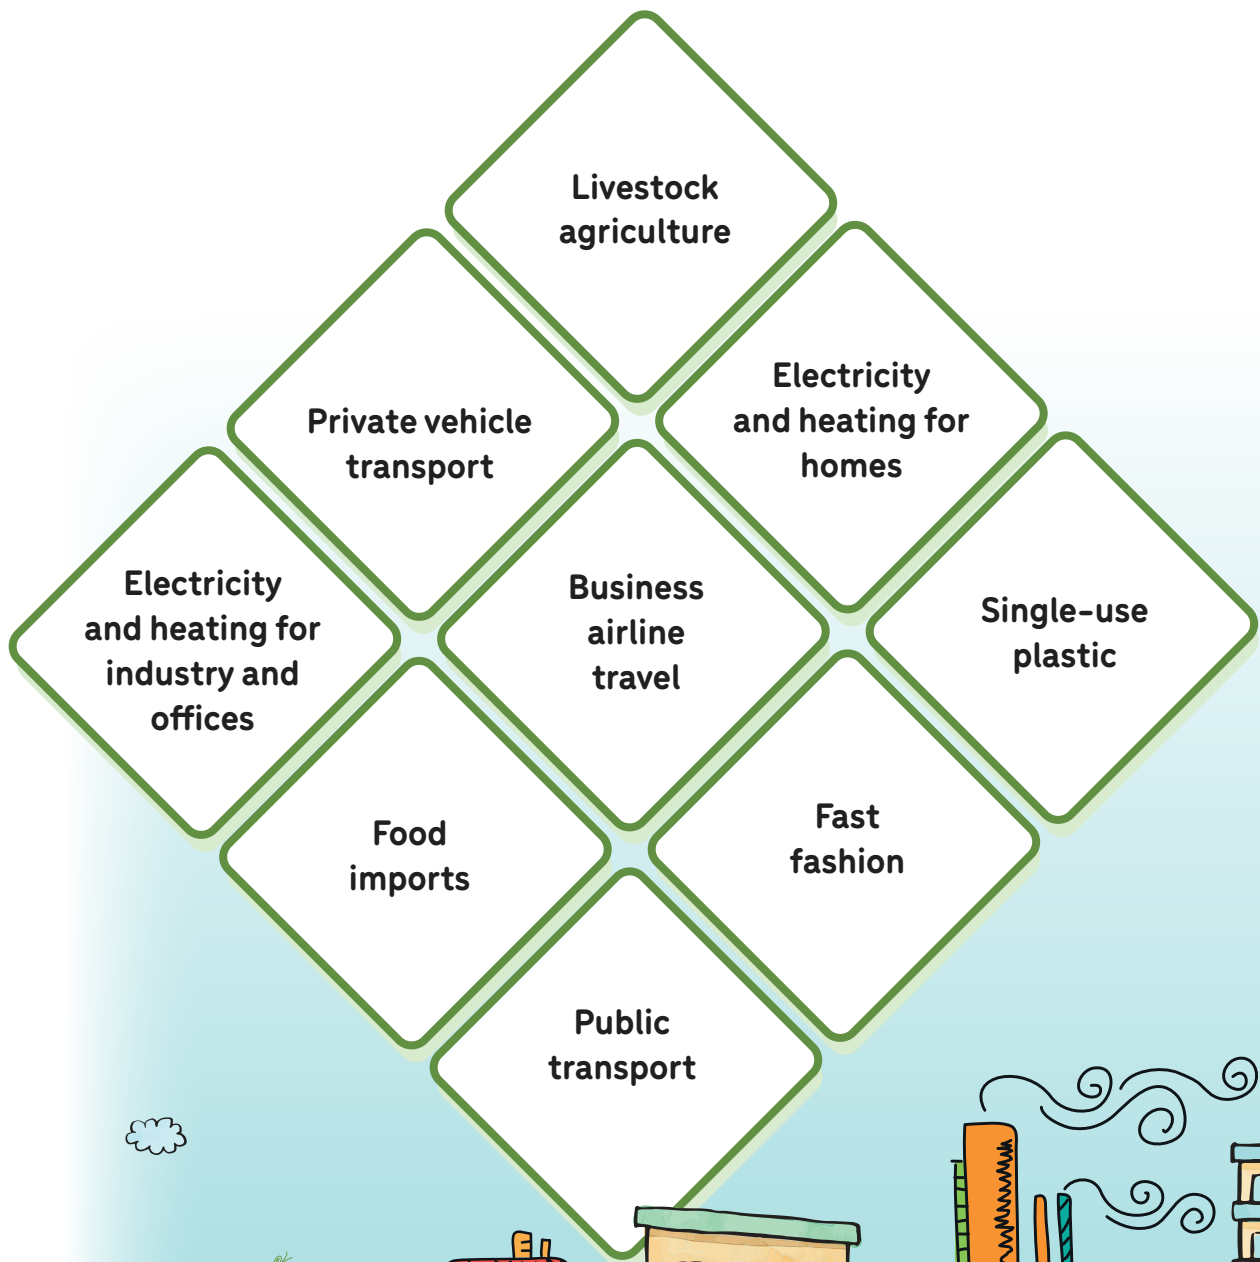 Livestock
agriculture
Private vehicle
transport
Electricity
and heating for
homes
Electricity
and heating for
industry and
offices
Business
airline
travel
Single-use
plastic
Food
imports
Fast
fashion
Public
transport